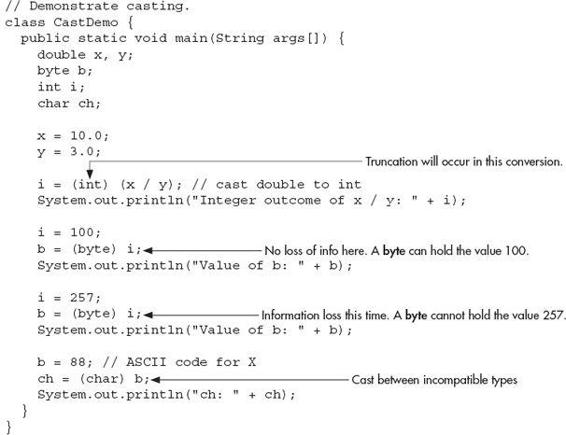 // Demonstrate casting.
class CastDemo {
public static void main(String args[]) {
double x, y;
byte b;
int i;
char ch;
x = 10.0;
y = 3.0;
Truncation will occur in this conversion.
i = (int) (x / y); // cast double to int
System.out.println("Integer outcome of x / y: " + i);
i = 100;
b = (byte) i; No loss of info here. A byte can hold the value 100.
System.out.println("Value of b: " + b);
i = 257;
b = (byte) i; Information loss this time. A byte cannot hold the value 257.
System.out.println("Value of b: " + b);
b = 88; // ASCII code for X
ch = (char) b; Cast between incompatible types
System.out.println("ch: " + ch);
}
}